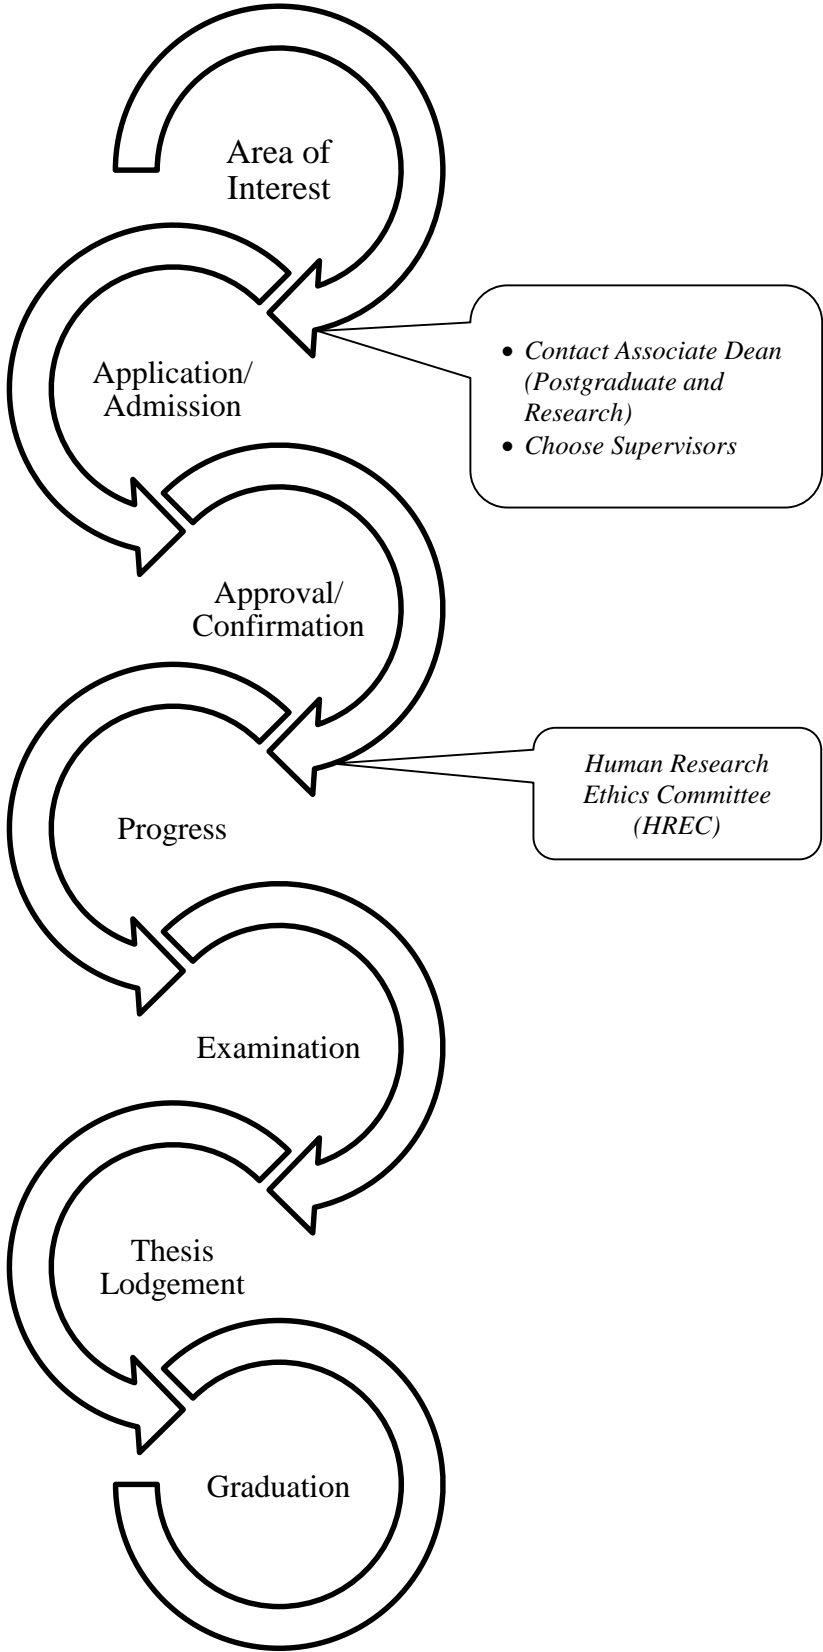 Area of
Interest
Application/
Admission
• Contact Associate Dean
(Postgraduate and
Research)
• Choose Supervisors
Approval/
Confirmation
Progress
Human Research
Ethics Committee
(HREC)
Examination
Thesis
Lodgement
Graduation